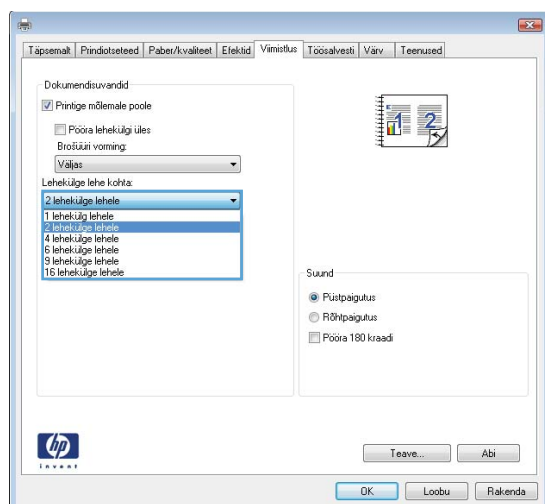 Täpsemalt Prindiotseteed Paber/kvaliteet Efektid Viimistlus Töösalvesti Värv Teenused
Dokumendisuvandid
Printige mõlemale poole
Pööra lehekülgi üles
Brošüüri vorming:
Väljas
Lehekülge lehe kohta:
2 lehekülge lehele
1 lehekülg lehele
2 lehekülge lehele
4 lehekülge lehele
6 lehekülge lehele
9 lehekülge lehele
16 lehekülge lehele
1 2
Suund
Püstpaigutus
Rõhtpaigutus
Pööra 180 kraadi
hp
invent
Teave... Abi
OK Loobu Rakenda